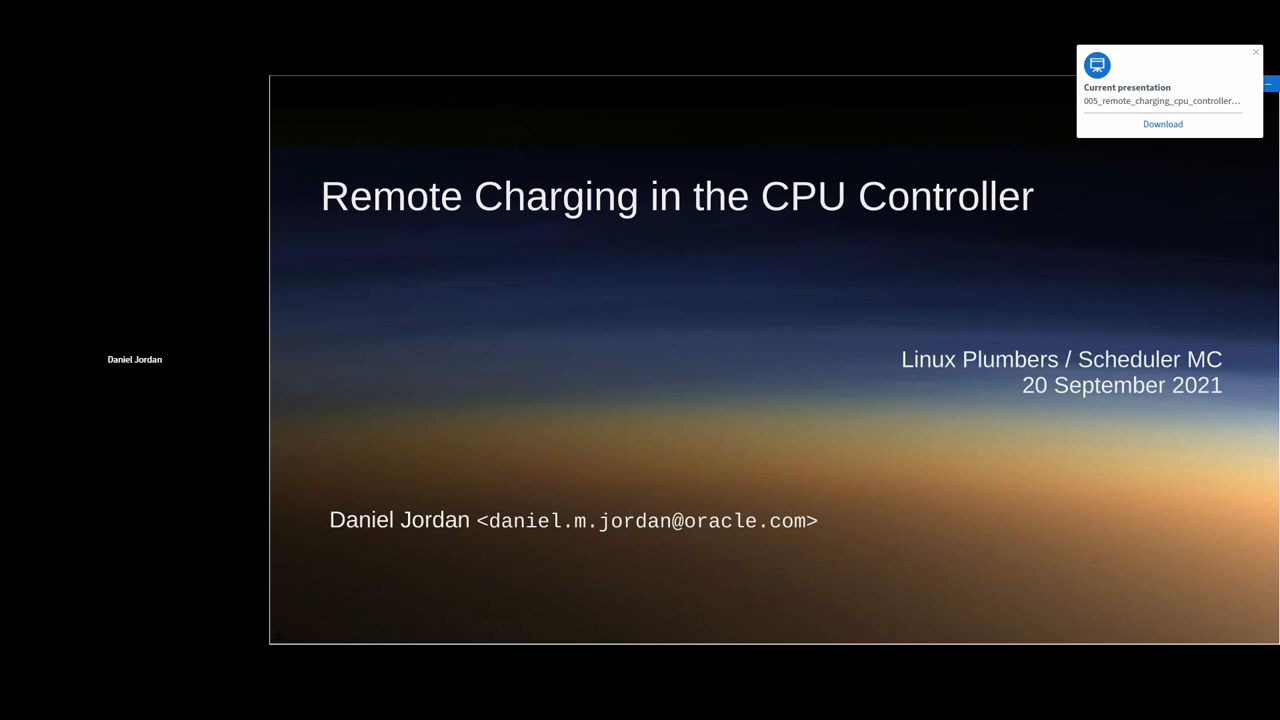 Current presentation
005_remote_charging_cpu_controller…
Download
Remote Charging in the CPU Controller
Daniel Jordan
Linux Plumbers / Scheduler MC
20 September 2021
Daniel Jordan <daniel.m.jordan@oracle.com>